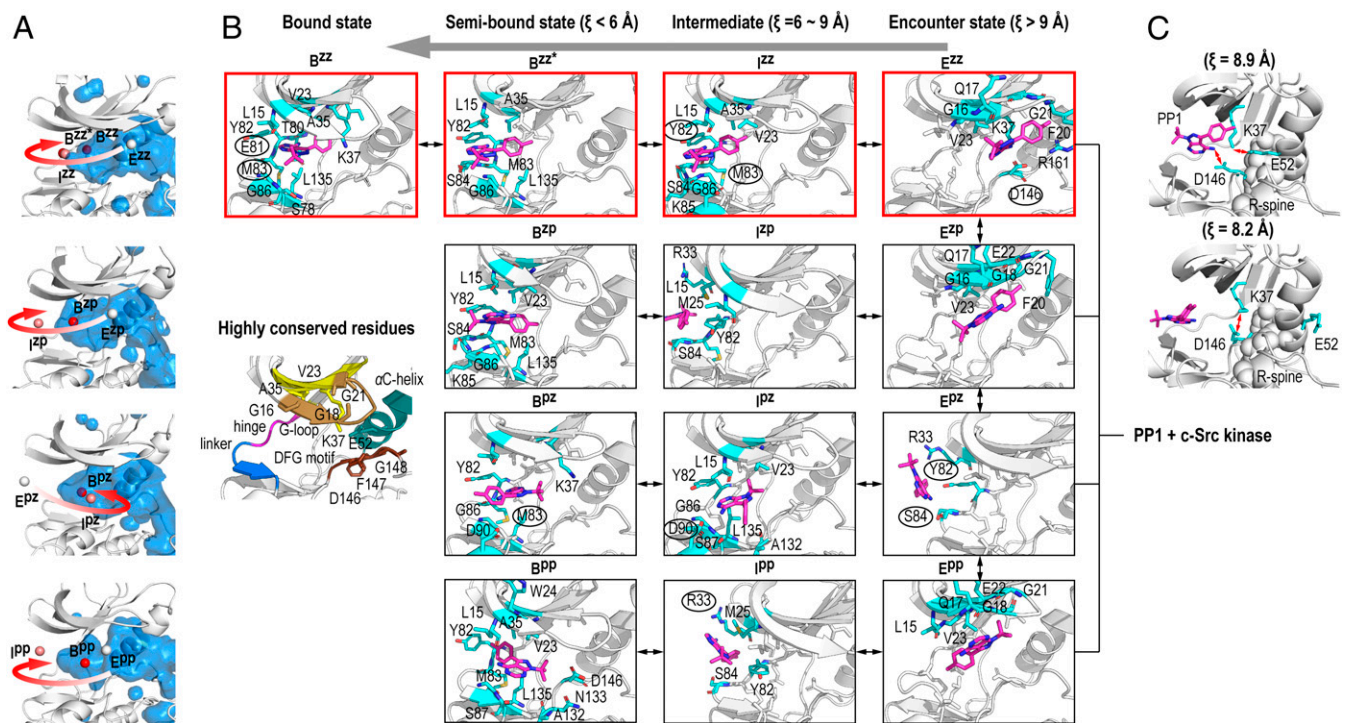 A
B
C
Bound state
Semi-bound state (ξ < 6 Å)
Intermediate (ξ =6 ~ 9 Å)
Encounter state (ξ > 9 Å)
Bzz
Bzz*
Izz
Ezz
Bzz* Bzz
Ezz
Izz
V23
L15
A35
Y82
T80
E81
K37
M83
L135
G86
S78
A35
L15
Y82
M83
S84
L135
G86
L15
A35
Y82
V23
M83
S84
G86
K85
Q17
G16
G21
K37
F20
V23
R161
D146
(ξ = 8.9 Å)
PP1
K37
E52
D146
R-spine
(ξ = 8.2 Å)
K37
D146
E52
R-spine
Bzp
Izp
Ezp
Bzp
Ezp
Izp
L15
Y82
V23
S84
M83
G86
L135
K85
R33
L15
M25
Y82
S84
E22
Q17
G18
G21
G16
V23
F20
Highly conserved residues
V23
αC-helix
A35
G21
G16
G18
hinge
G-loop
K37
E52
linker
DFG motif
G148
F147
D146
Bpz
Ipz
Epz
Bpz
Epz
Ipz
Y82
K37
G86
M83
D90
L15
V23
Y82
G86
D90
L135
S87
A132
R33
Y82
S84
PP1 + c-Src kinase
Bpp
Ipp
Epp
Ipp
Bpp
Epp
W24
L15
A35
Y82
V23
M83
D146
L135
N133
S87
A132
R33
M25
S84
Y82
E22
G21
Q17
G18
L15
V23